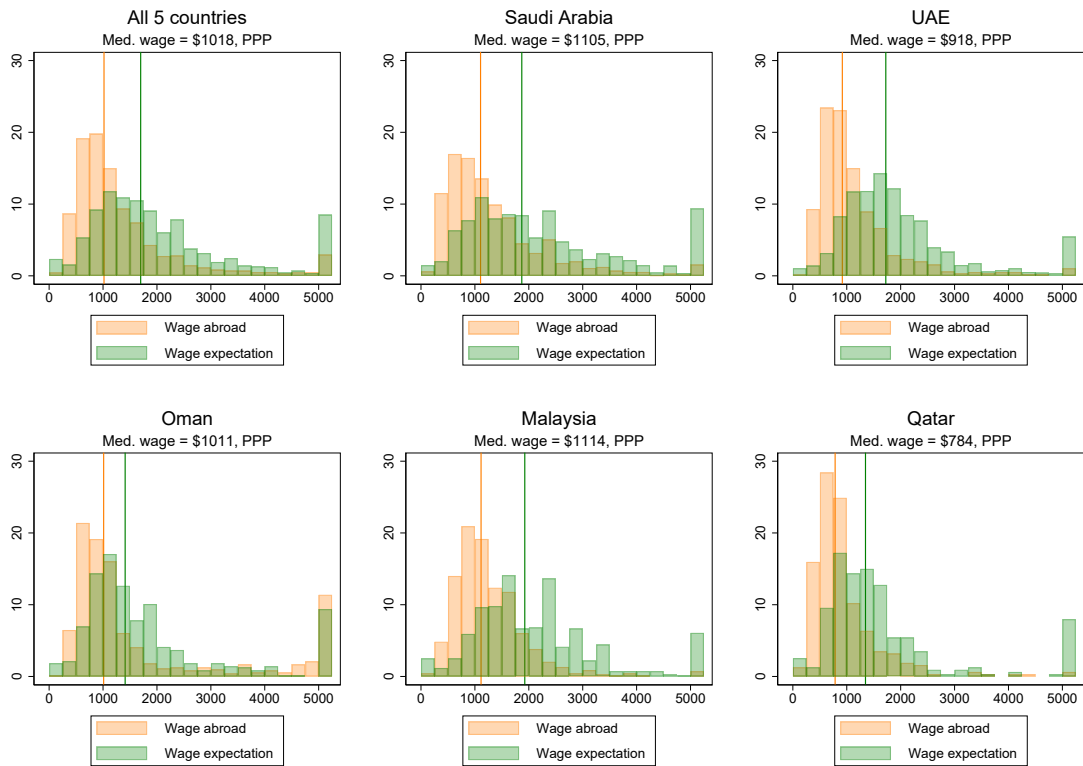 All 5 countries
Med. wage = $1018, PPP
30
20
10
0
0 1000 2000 3000 4000 5000
Wage abroad
Wage expectation
Saudi Arabia
Med. wage = $1105, PPP
30
20
10
0
0 1000 2000 3000 4000 5000
Wage abroad
Wage expectation
UAE
Med. wage = $918, PPP
30
20
10
0
0 1000 2000 3000 4000 5000
Wage abroad
Wage expectation
Oman
Med. wage = $1011, PPP
30
20
10
0
0 1000 2000 3000 4000 5000
Wage abroad
Wage expectation
Malaysia
Med. wage = $1114, PPP
30
20
10
0
0 1000 2000 3000 4000 5000
Wage abroad
Wage expectation
Qatar
Med. wage = $784, PPP
30
20
10
0
0 1000 2000 3000 4000 5000
Wage abroad
Wage expectation